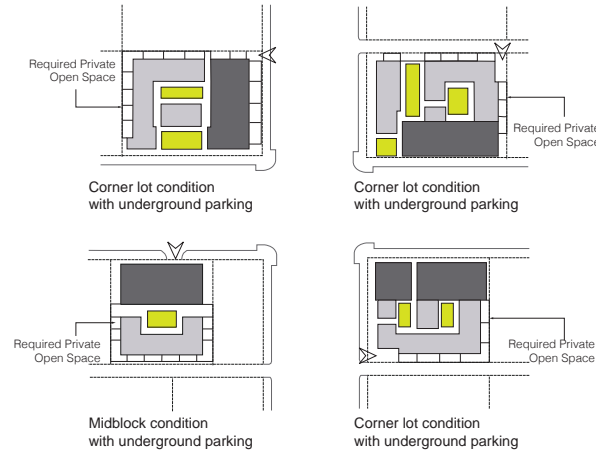 Required Private
Open Space
Corner lot condition
with underground parking
Required Private
Open Space
Corner lot condition
with underground parking
Required Private
Open Space
Midblock condition
with underground parking
Required Private
Open Space
Corner lot condition
with underground parking